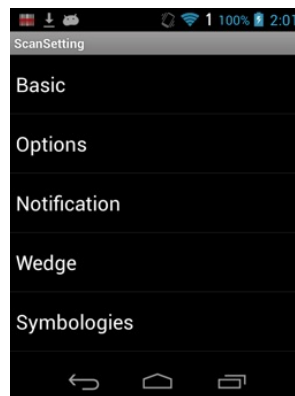 1 100% 2:01
ScanSetting
Basic
Options
Notification
Wedge
Symbologies